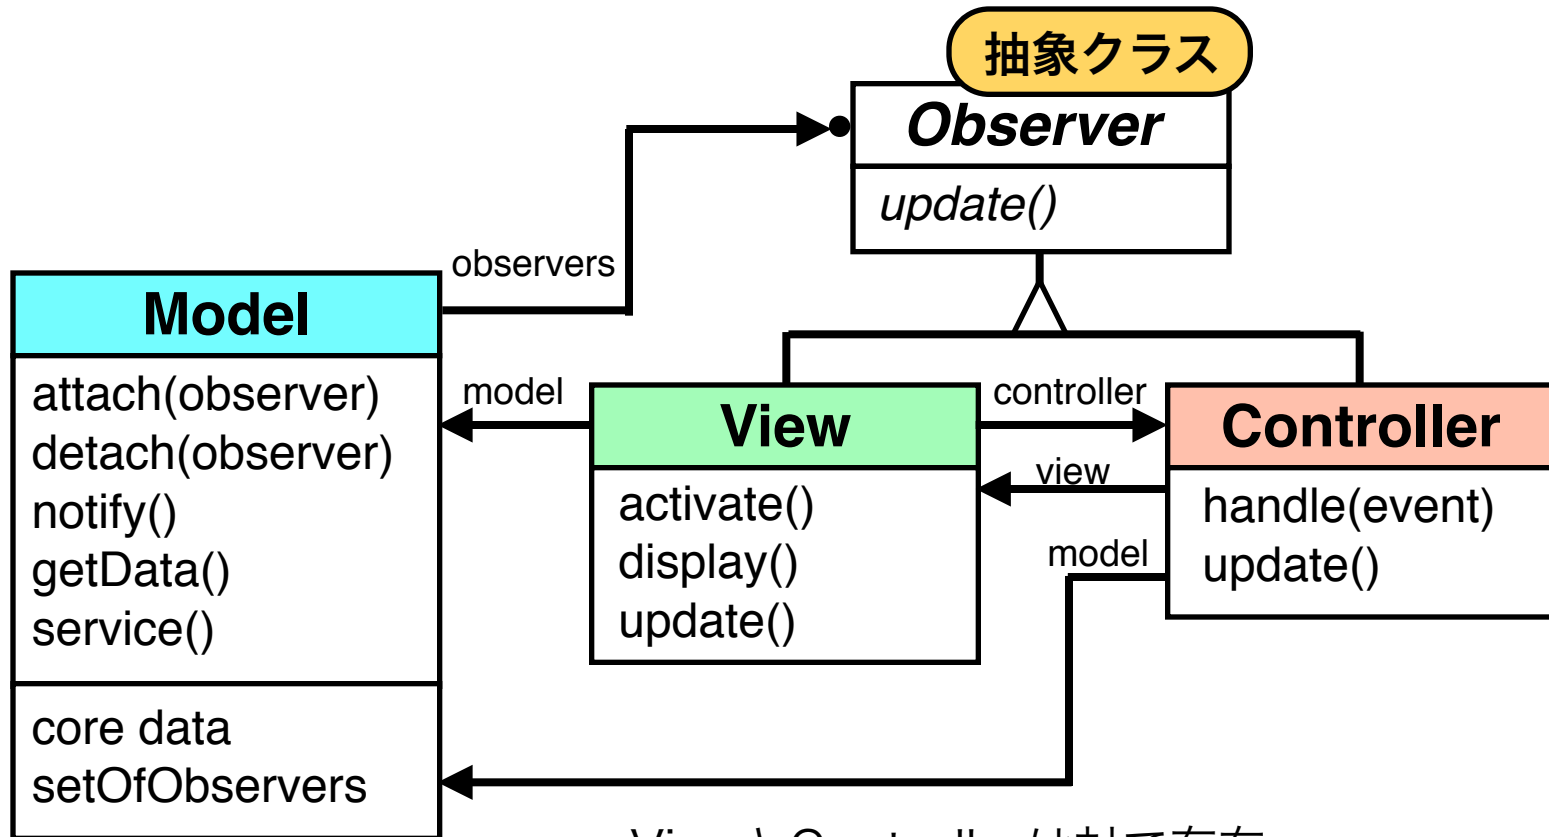 抽象クラス
Observer
update()
observers
Model
attach(observer)
detach(observer)
notify()
getData()
service()
core data
setOfObservers
model
View
activate()
display()
update()
controller
view
model
Controller
handle(event)
update()